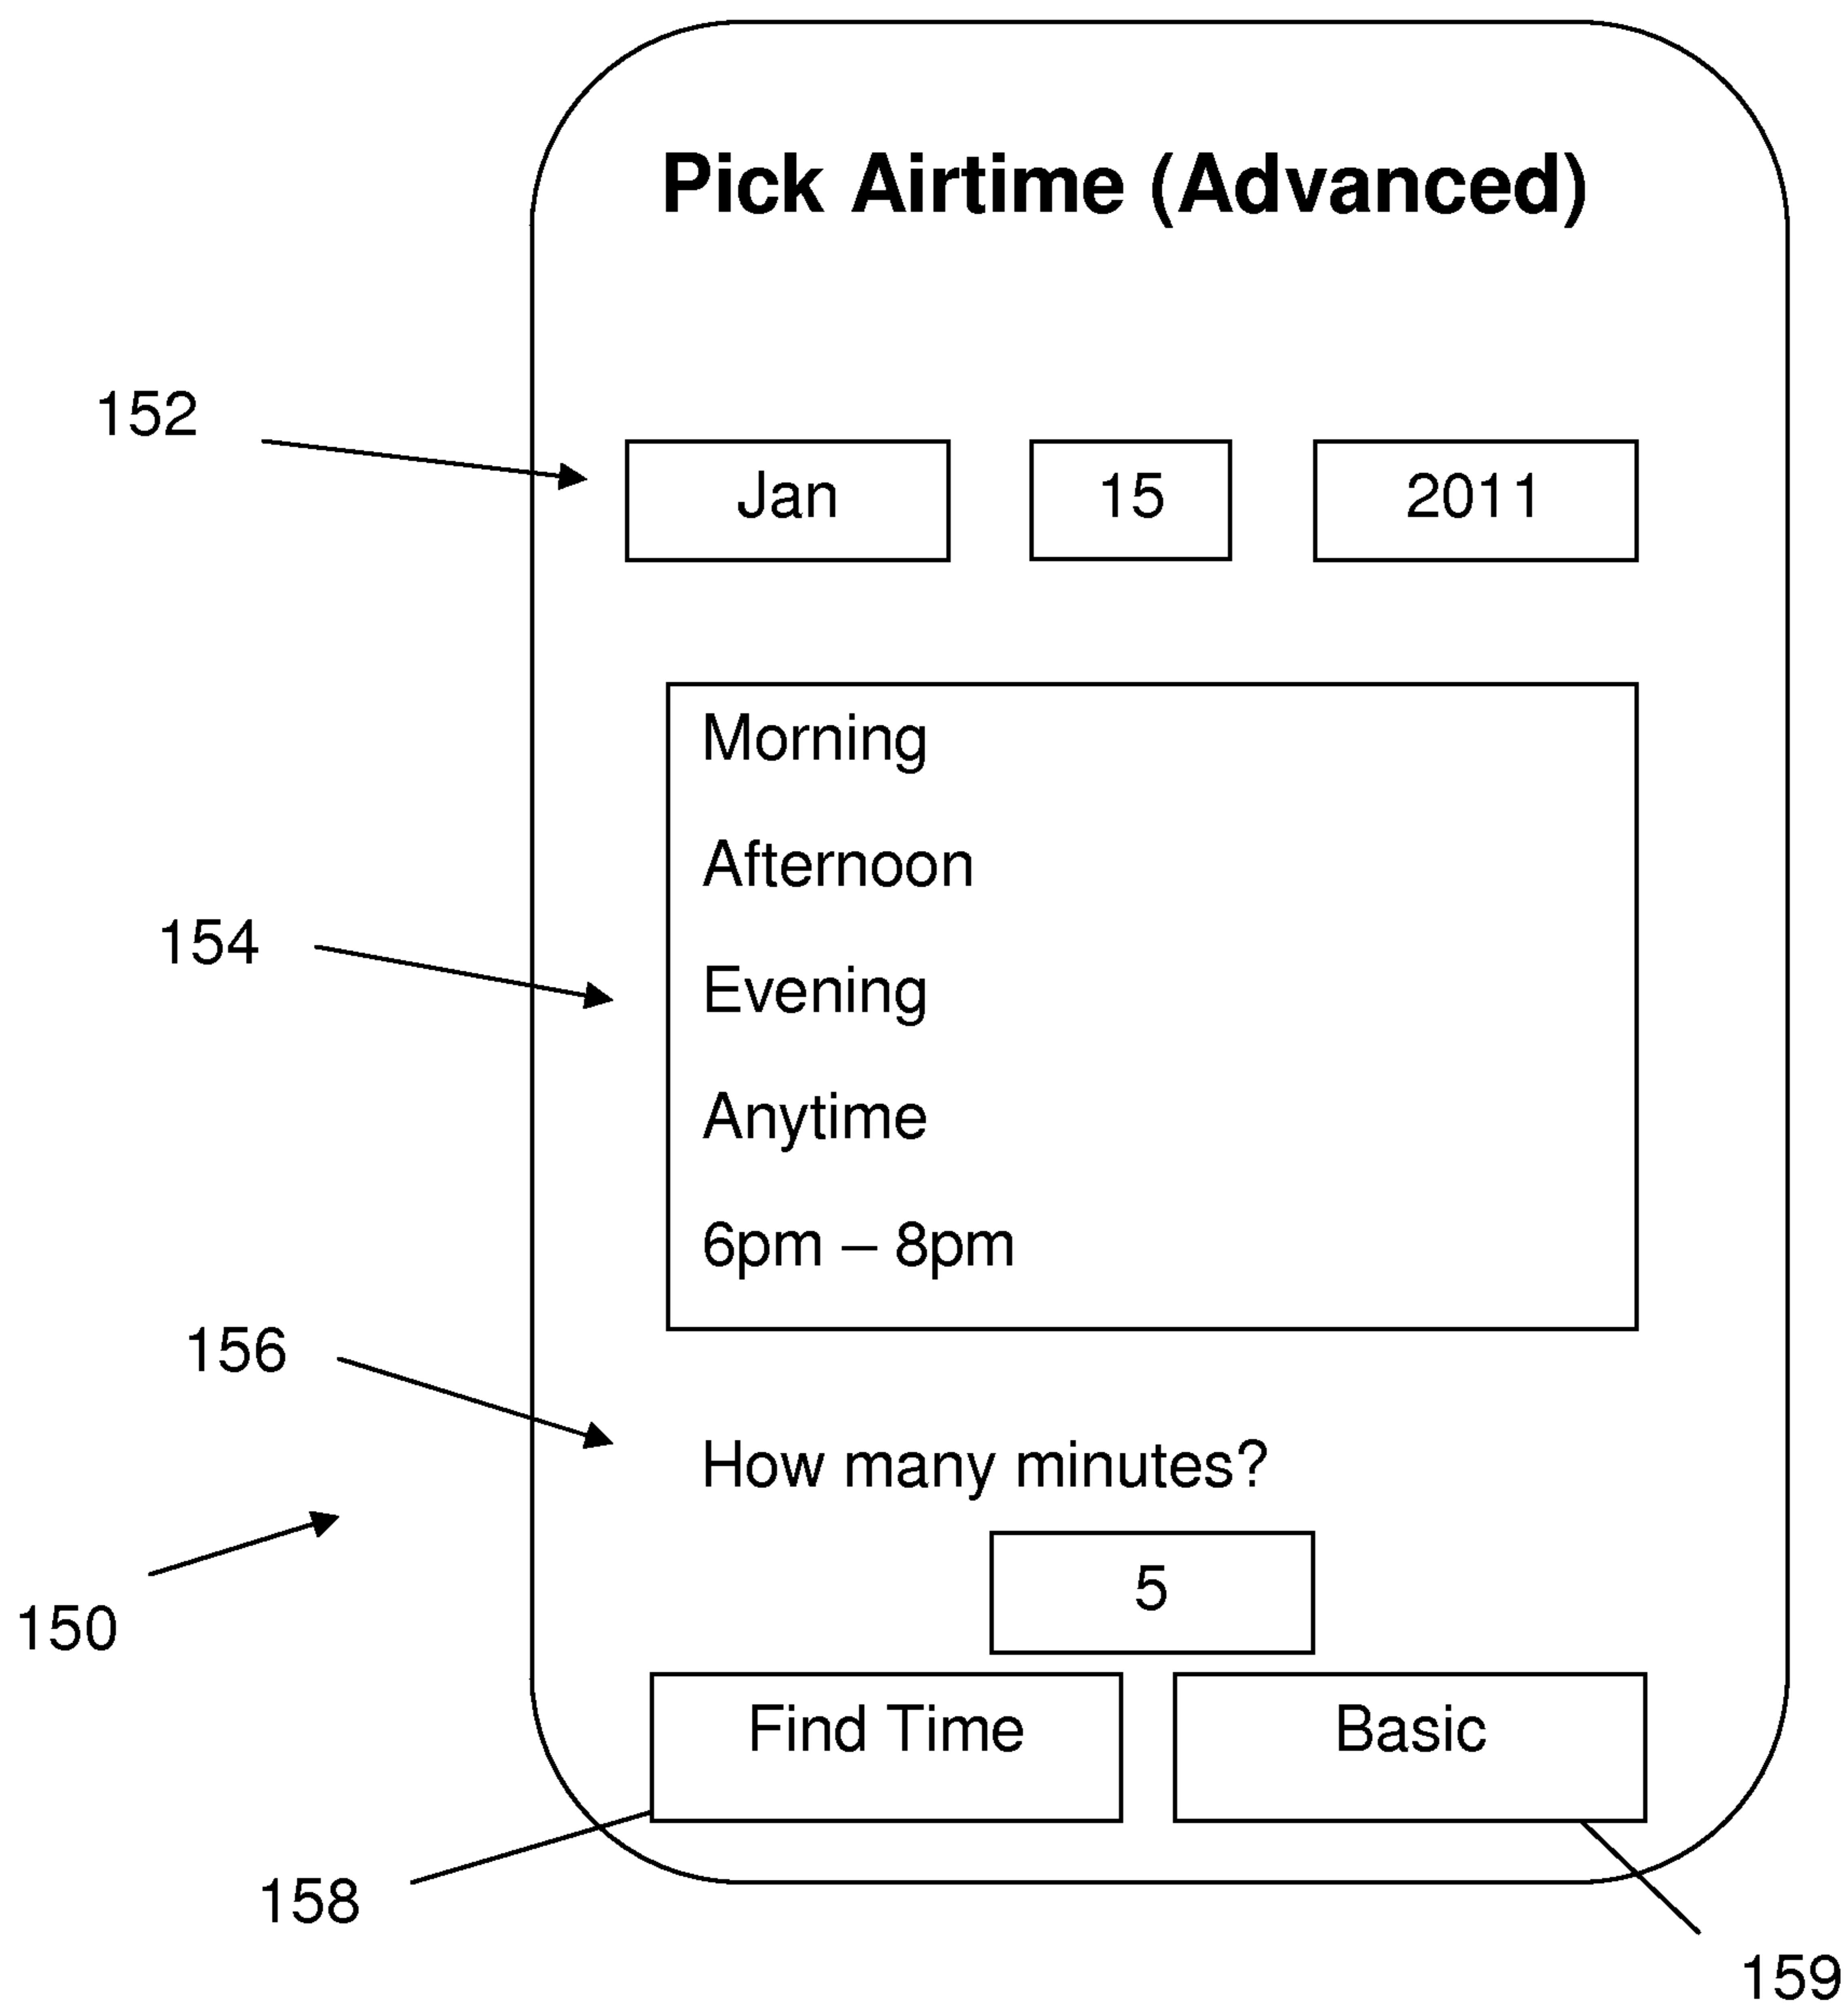 Pick Airtime (Advanced)
152
Jan 15 2011
Morning
Afternoon
154
Evening
Anytime
6pm – 8pm
156
How many minutes?
150
5
Find Time Basic
158
159